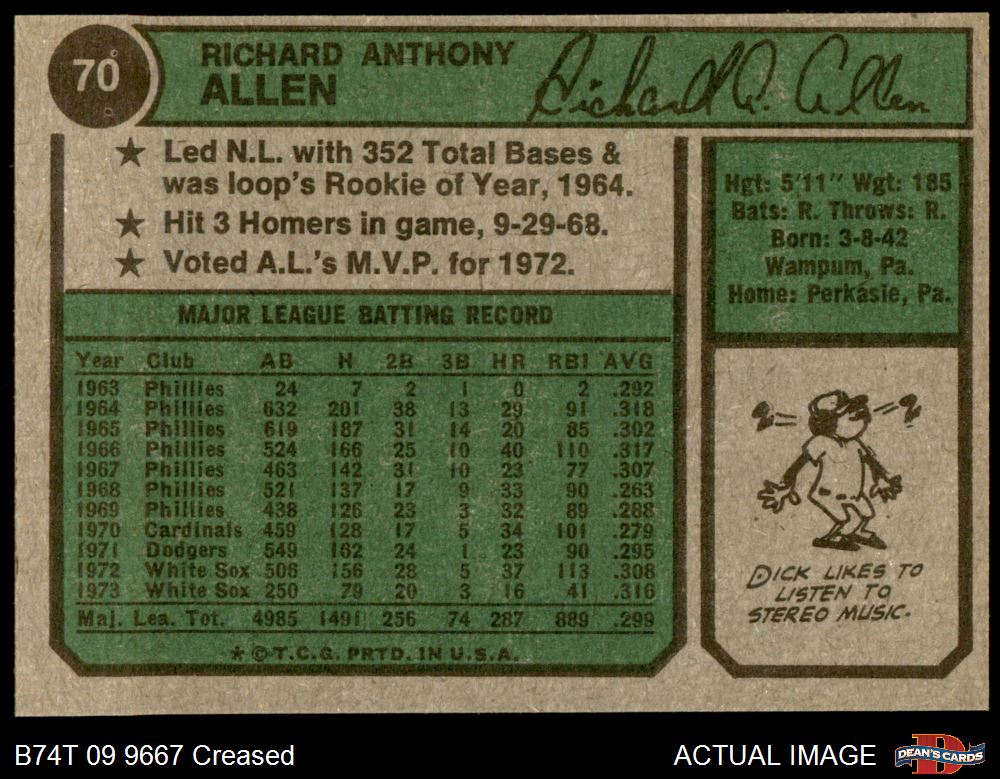 70
RICHARD ANTHONY
ALLEN
Richard A. Allen
★ Led N.L. with 352 Total Bases &
was loop's Rookie of Year, 1964.
★ Hit 3 Homers in game, 9-29-68.
★ Voted A.L.'s M.V.P. for 1972.
Hgt: 5'11" Wgt: 185
Bats: R. Throws: R.
Born: 3-8-42
Wampum, Pa.
Home: Perkasie, Pa.
MAJOR LEAGUE BATTING RECORD
Year Club AB H 2B 3B HR RBI AVG
1963 Phillies 24 7 2 1 0 2 .292
1964 Phillies 632 201 38 13 29 91 .318
1965 Phillies 619 187 31 14 20 85 .302
1966 Phillies 524 166 25 10 40 110 .317
1967 Phillies 463 142 31 10 23 77 .307
1968 Phillies 521 137 17 9 33 90 .263
1969 Phillies 438 126 23 3 32 89 .288
1970 Cardinals 459 128 17 5 34 101 .279
1971 Dodgers 549 162 24 1 23 90 .295
1972 White Sox 506 156 28 5 37 113 .308
1973 White Sox 250 79 20 3 16 41 .316
Maj. Lea. Tot. 4985 1491 256 74 287 889 .299
★ © T.C.G. PRTD. IN U.S.A.
DICK LIKES TO
LISTEN TO
STEREO MUSIC.
B74T 09 9667 Creased
ACTUAL IMAGE
DEAN'S CARDS